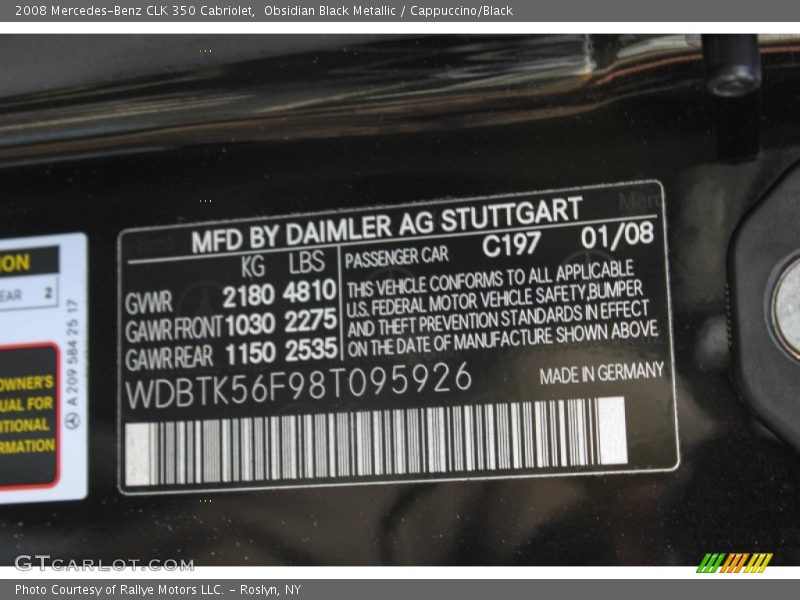 2008 Mercedes-Benz CLK 350 Cabriolet, Obsidian Black Metallic / Cappuccino/Black
MFD BY DAIMLER AG STUTTGART
KG LBS
GVWR 2180 4810
GAWR FRONT 1030 2275
GAWR REAR 1150 2535
PASSENGER CAR C197 01/08
THIS VEHICLE CONFORMS TO ALL APPLICABLE
U.S. FEDERAL MOTOR VEHICLE SAFETY, BUMPER
AND THEFT PREVENTION STANDARDS IN EFFECT
ON THE DATE OF MANUFACTURE SHOWN ABOVE
WDBTK56F98T095926 MADE IN GERMANY
ION
EAR 2
OWNER'S
UAL FOR
ITIONAL
RMATION
A 209 584 25 17
GTCARLOT.COM
Photo Courtesy of Rallye Motors LLC. - Roslyn, NY